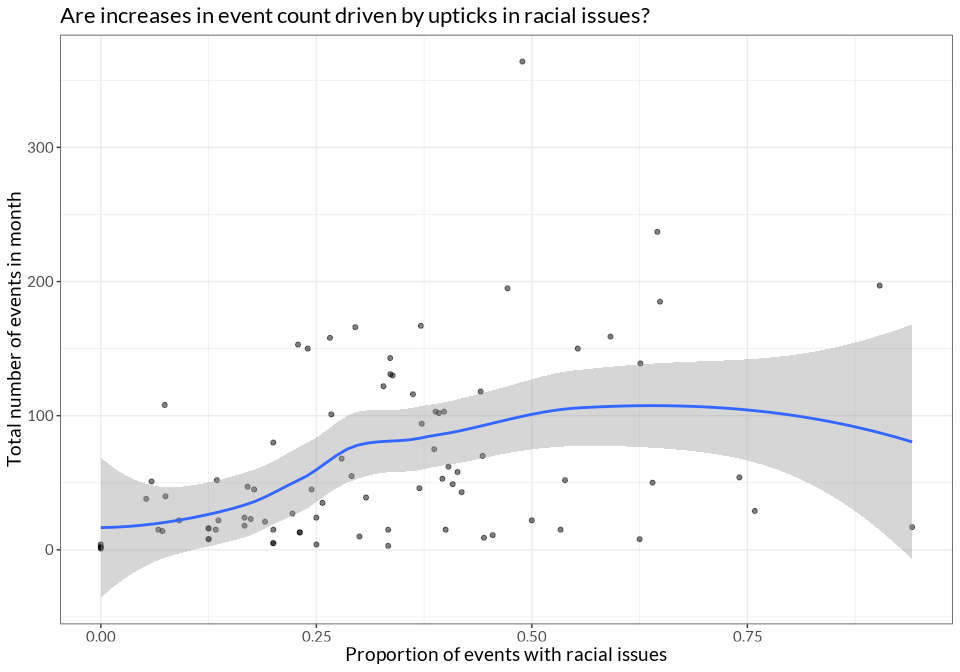 Are increases in event count driven by upticks in racial issues?
Total number of events in month
300
200
100
0
0.00
0.25
0.50
0.75
Proportion of events with racial issues